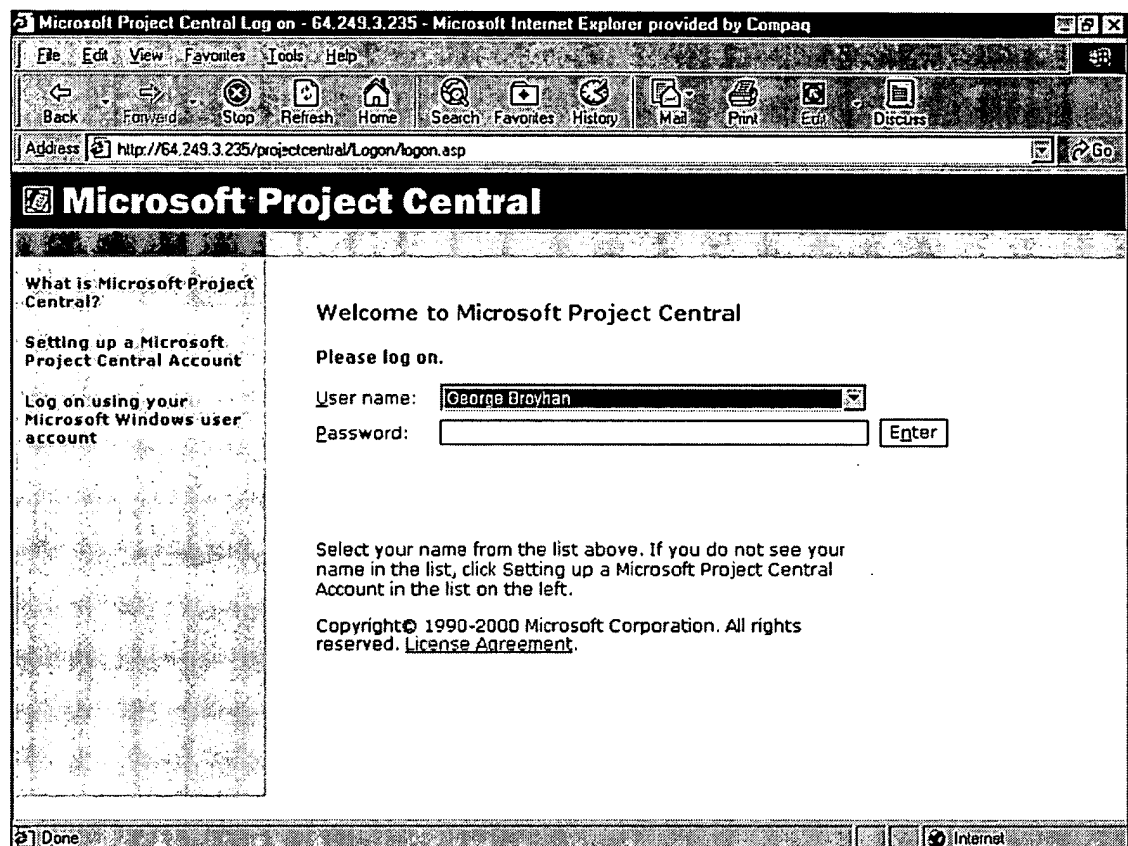 Microsoft Project Central Log on - 64.249.3.235 - Microsoft Internet Explorer provided by Compaq
File Edit View Favorites Tools Help
Back Forward Stop Refresh Home Search Favorites History Mail Print Edit Discuss
Address http://64.249.3.235/projectcentral/Logon/logon.asp Go
Microsoft Project Central
What is Microsoft Project
Central?
Setting up a Microsoft
Project Central Account
Log on using your
Microsoft Windows user
account
Welcome to Microsoft Project Central
Please log on.
User name: George Broyhan
Password: Enter
Select your name from the list above. If you do not see your
name in the list, click Setting up a Microsoft Project Central
Account in the list on the left.
Copyright© 1990-2000 Microsoft Corporation. All rights
reserved. License Agreement.
Done Internet